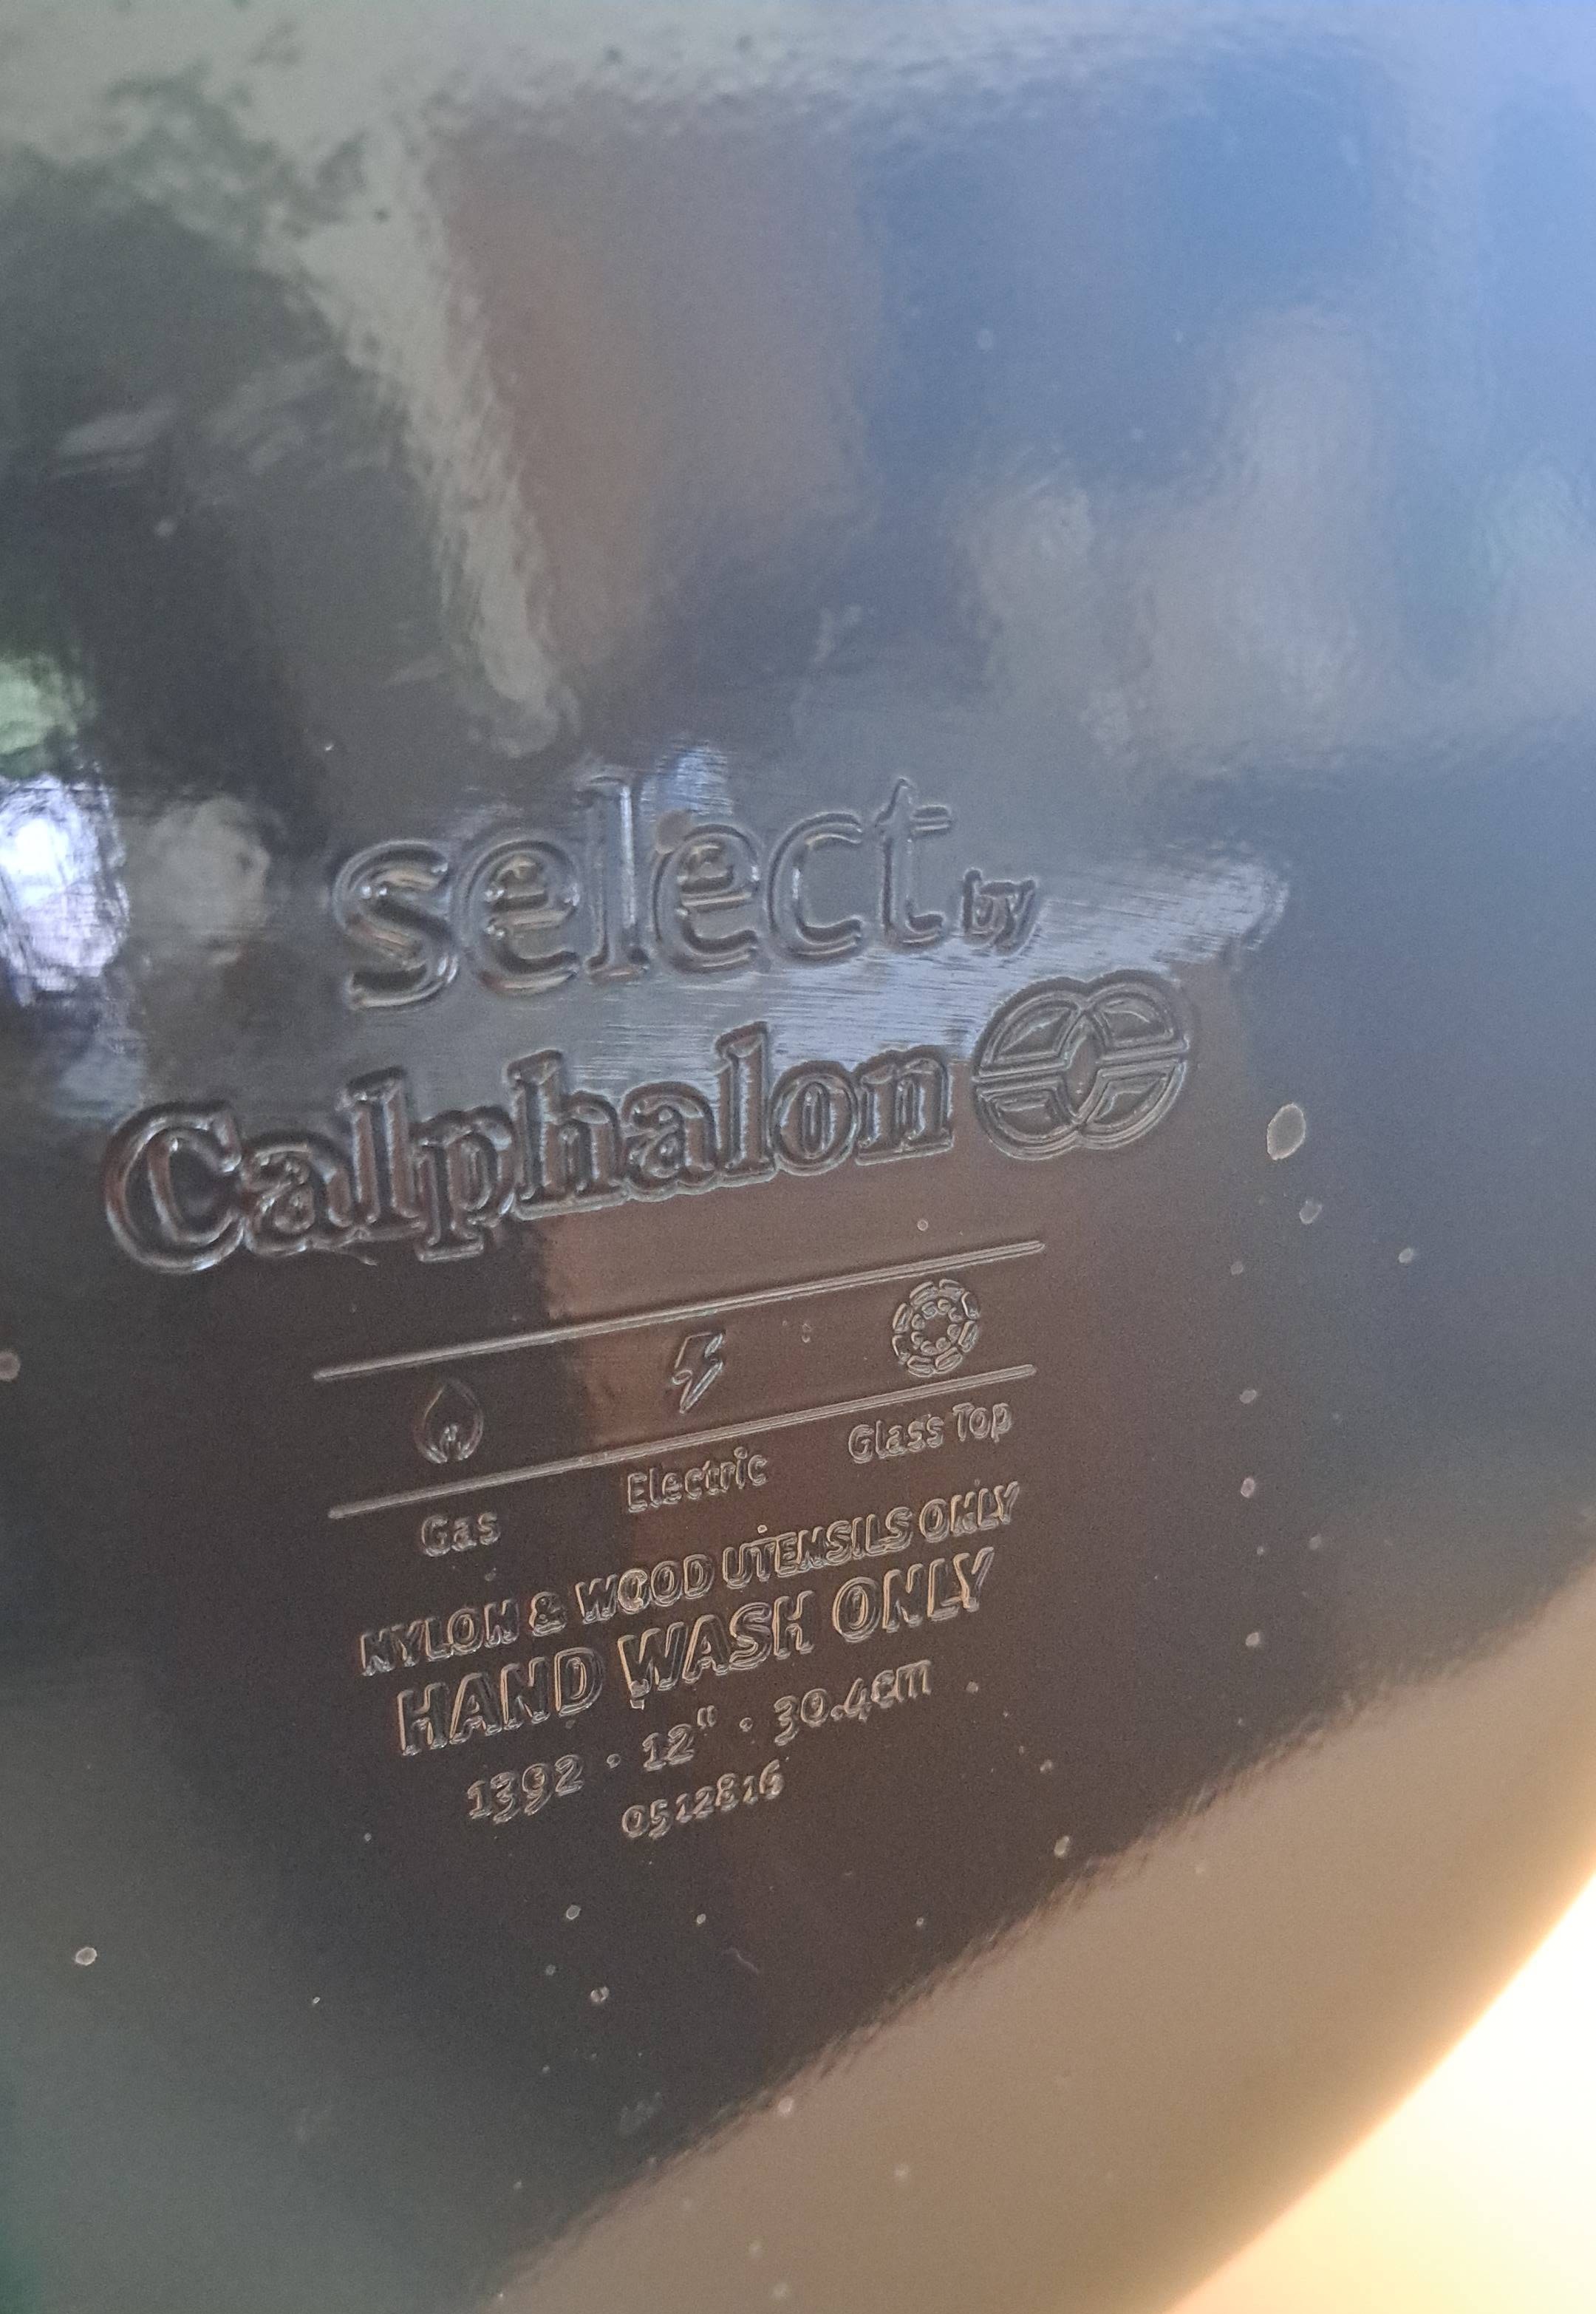 select by
Calphalon
Gas Electric Glass Top
NYLON & WOOD UTENSILS ONLY
HAND WASH ONLY
1392 · 12" · 30.4cm
0512816